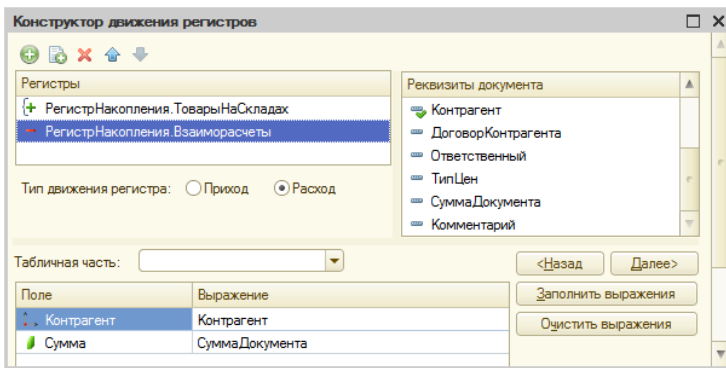 Конструктор движения регистров
Регистры
РегистрНакопления.ТоварыНаСкладах
РегистрНакопления.Взаиморасчеты
Тип движения регистра: Приход Расход
Реквизиты документа
Контрагент
ДоговорКонтрагента
Ответственный
ТипЦен
СуммаДокумента
Комментарий
Табличная часть:
<Назад Далее>
Заполнить выражения
Очистить выражения
Поле Выражение
Контрагент Контрагент
Сумма СуммаДокумента